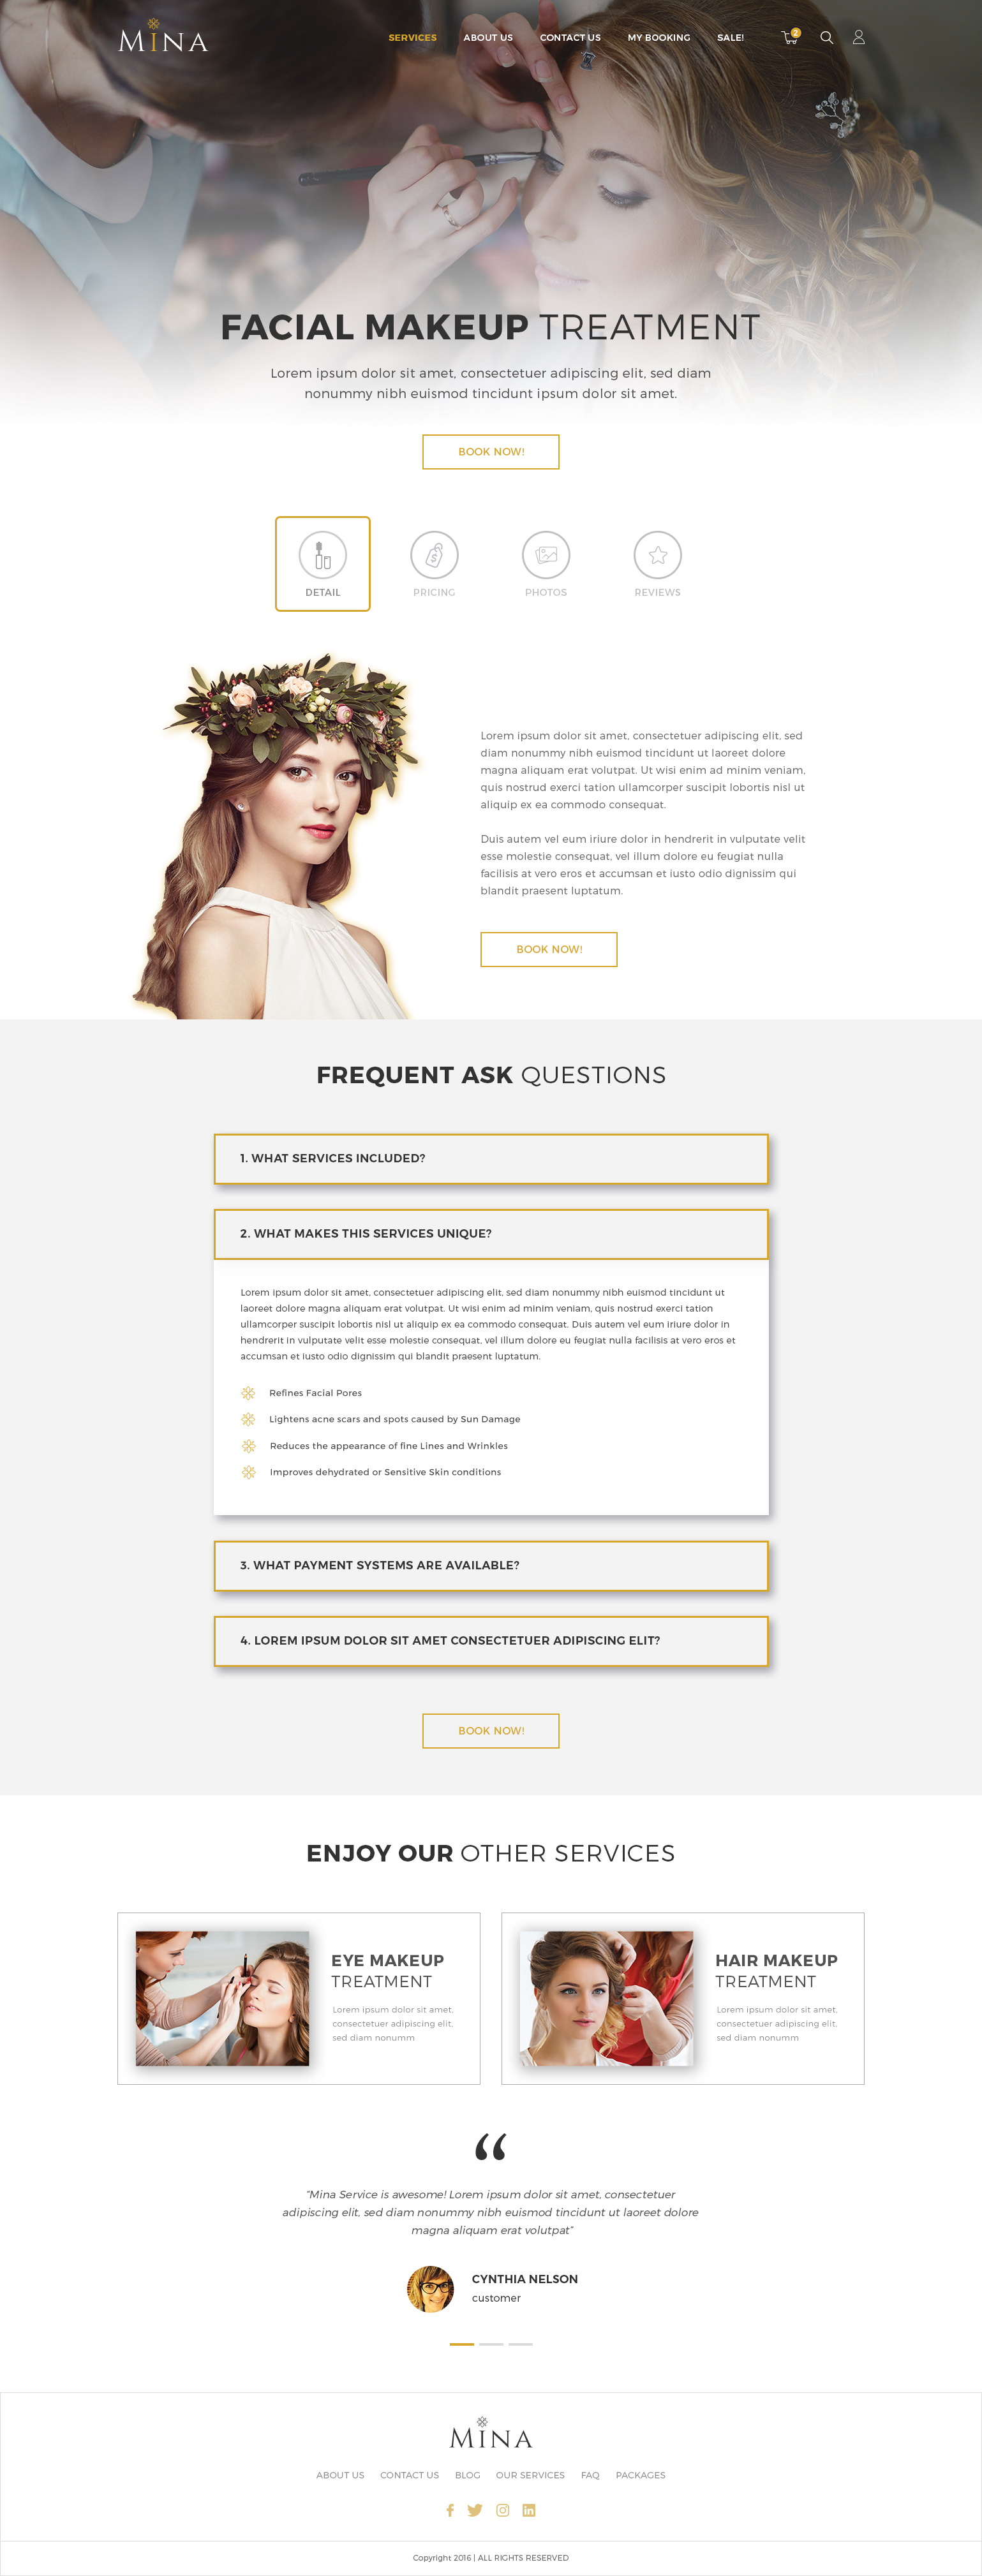 MINA
SERVICES ABOUT US CONTACT US MY BOOKING SALE! 2
FACIAL MAKEUP TREATMENT
Lorem ipsum dolor sit amet, consectetuer adipiscing elit, sed diam
nonummy nibh euismod tincidunt ipsum dolor sit amet.
BOOK NOW!
DETAIL PRICING PHOTOS REVIEWS
Lorem ipsum dolor sit amet, consectetuer adipiscing elit, sed
diam nonummy nibh euismod tincidunt ut laoreet dolore
magna aliquam erat volutpat. Ut wisi enim ad minim veniam,
quis nostrud exerci tation ullamcorper suscipit lobortis nisl ut
aliquip ex ea commodo consequat.
Duis autem vel eum iriure dolor in hendrerit in vulputate velit
esse molestie consequat, vel illum dolore eu feugiat nulla
facilisis at vero eros et accumsan et iusto odio dignissim qui
blandit praesent luptatum.
BOOK NOW!
FREQUENT ASK QUESTIONS
1. WHAT SERVICES INCLUDED?
2. WHAT MAKES THIS SERVICES UNIQUE?
Lorem ipsum dolor sit amet, consectetuer adipiscing elit, sed diam nonummy nibh euismod tincidunt ut
laoreet dolore magna aliquam erat volutpat. Ut wisi enim ad minim veniam, quis nostrud exerci tation
ullamcorper suscipit lobortis nisl ut aliquip ex ea commodo consequat. Duis autem vel eum iriure dolor in
hendrerit in vulputate velit esse molestie consequat, vel illum dolore eu feugiat nulla facilisis at vero eros et
accumsan et iusto odio dignissim qui blandit praesent luptatum.
Refines Facial Pores
Lightens acne scars and spots caused by Sun Damage
Reduces the appearance of fine Lines and Wrinkles
Improves dehydrated or Sensitive Skin conditions
3. WHAT PAYMENT SYSTEMS ARE AVAILABLE?
4. LOREM IPSUM DOLOR SIT AMET CONSECTETUER ADIPISCING ELIT?
BOOK NOW!
ENJOY OUR OTHER SERVICES
EYE MAKEUP
TREATMENT
Lorem ipsum dolor sit amet,
consectetuer adipiscing elit,
sed diam nonumm
HAIR MAKEUP
TREATMENT
Lorem ipsum dolor sit amet,
consectetuer adipiscing elit,
sed diam nonumm
“
“Mina Service is awesome! Lorem ipsum dolor sit amet, consectetuer
adipiscing elit, sed diam nonummy nibh euismod tincidunt ut laoreet dolore
magna aliquam erat volutpat”
CYNTHIA NELSON
customer
MINA
ABOUT US CONTACT US BLOG OUR SERVICES FAQ PACKAGES
Copyright 2016 | ALL RIGHTS RESERVED